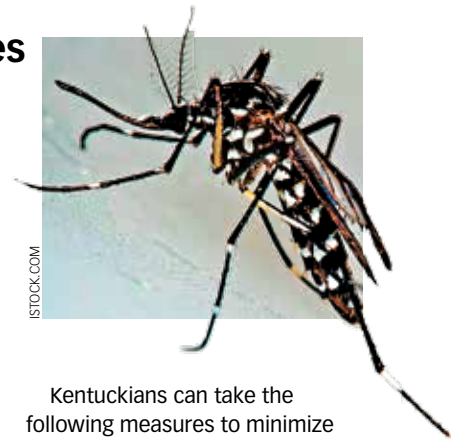 es
ISTOCK.COM
Kentuckians can take the
following measures to minimize